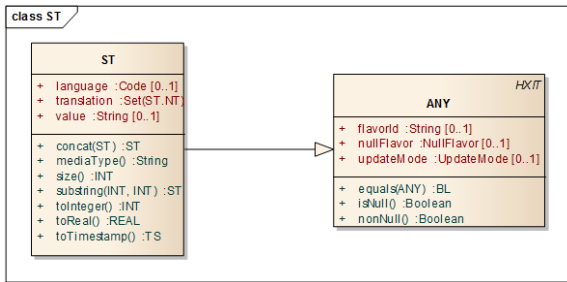 class ST
ST
+ language :Code [0..1]
+ translation :Set(ST.NT)
+ value :String [0..1]
+ concat(ST) :ST
+ mediaType() :String
+ size() :INT
+ substring(INT, INT) :ST
+ toInteger() :INT
+ toReal() :REAL
+ toTimestamp() :TS
HXIT
ANY
+ flavorId :String [0..1]
+ nullFlavor :NullFlavor [0..1]
+ updateMode :UpdateMode [0..1]
+ equals(ANY) :BL
+ isNull() :Boolean
+ nonNull() :Boolean